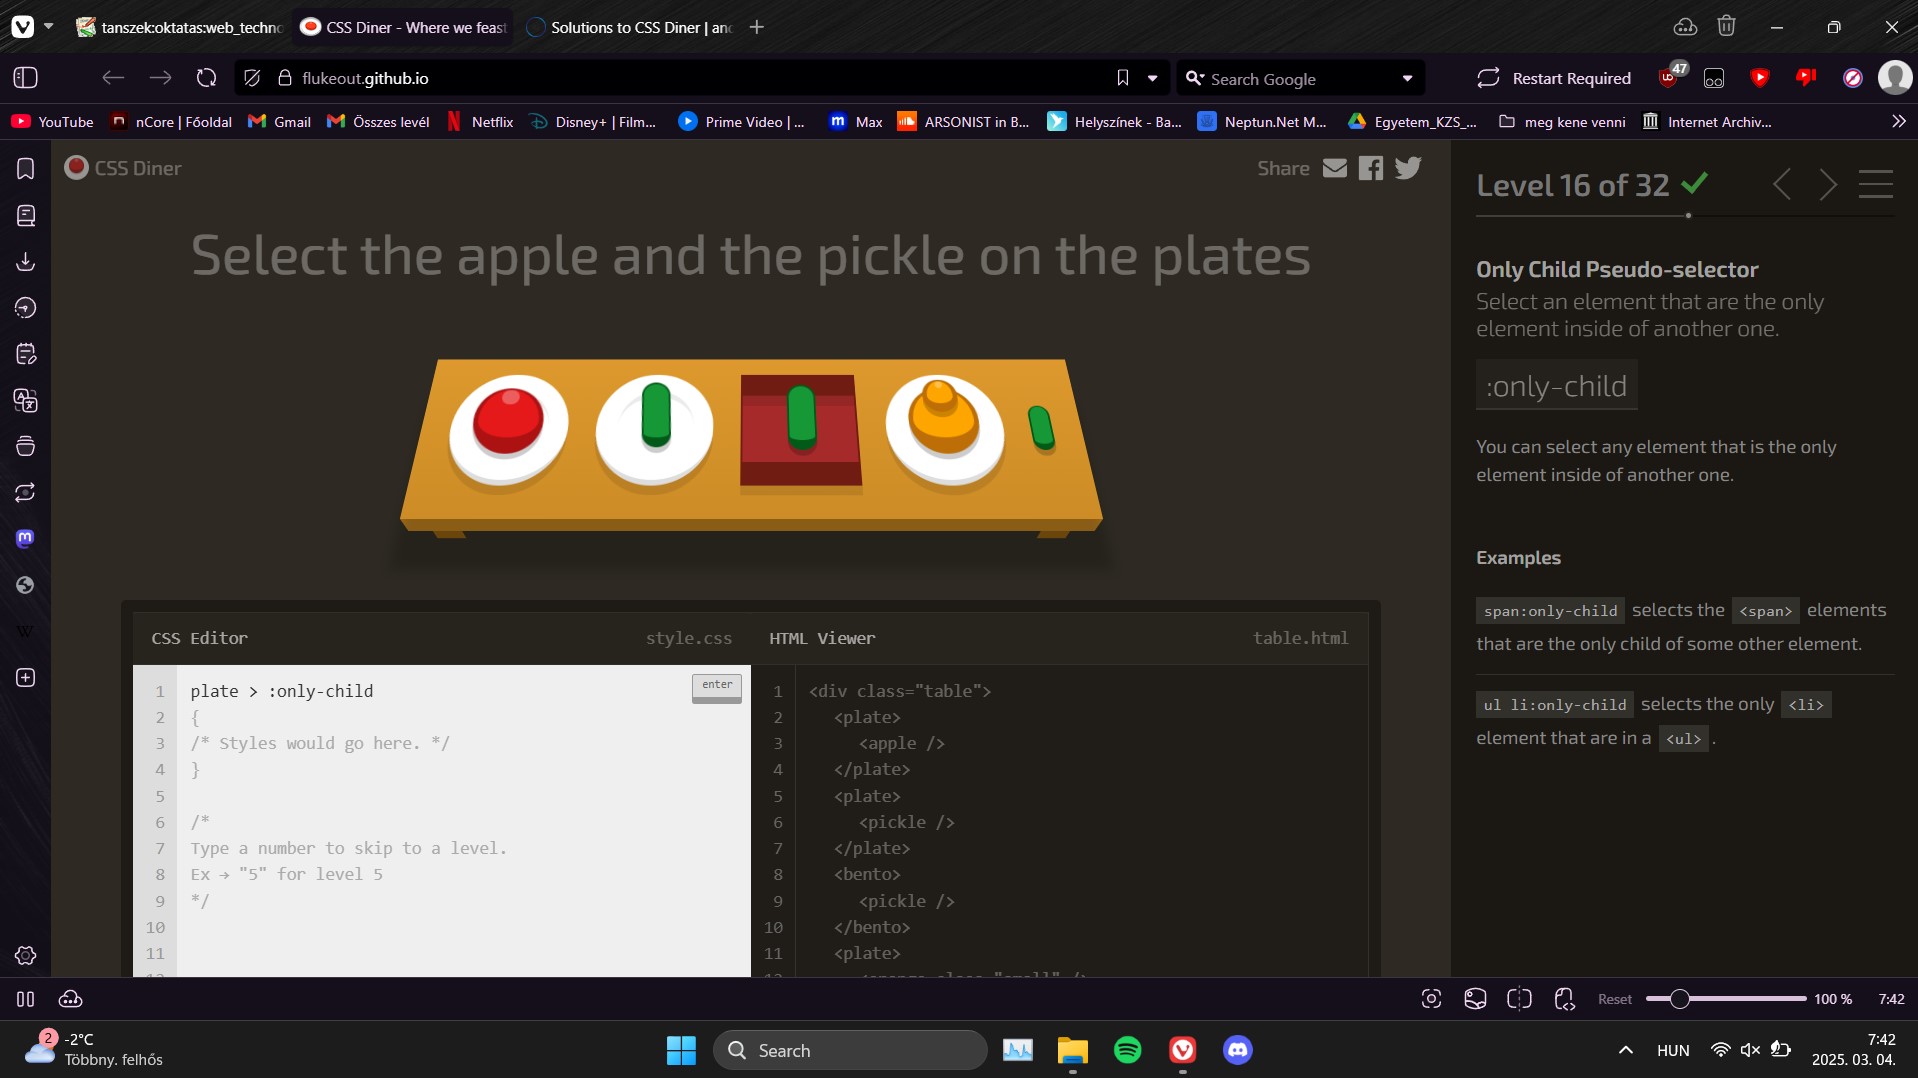 tanszek:oktatas:web_techno
CSS Diner - Where we feast
Solutions to CSS Diner | and
flukeout.github.io
Search Google
Restart Required
47
YouTube
nCore | Főoldal
Gmail
Összes levél
Netflix
Disney+ | Film...
Prime Video | ...
Max
ARSONIST in B...
Helyszínek - Ba...
Neptun.Net M...
Egyetem_KZS_...
meg kene venni
Internet Archiv...
CSS Diner
Share
Level 16 of 32
Select the apple and the pickle on the plates
Only Child Pseudo-selector
Select an element that are the only
element inside of another one.
:only-child
You can select any element that is the only
element inside of another one.
Examples
span:only-child selects the <span> elements
that are the only child of some other element.
ul li:only-child selects the only <li>
element that are in a <ul> .
CSS Editor
style.css
HTML Viewer
table.html
1 plate > :only-child
enter
2 {
3 /* Styles would go here. */
4 }
5
6 /*
7 Type a number to skip to a level.
8 Ex → "5" for level 5
9 */
10
11
1 <div class="table">
2 <plate>
3 <apple />
4 </plate>
5 <plate>
6 <pickle />
7 </plate>
8 <bento>
9 <pickle />
10 </bento>
11 <plate>
12 <orange class="small" />
Reset
100 %
7:42
2
-2°C
Többny. felhős
Search
HUN
7:42
2025. 03. 04.